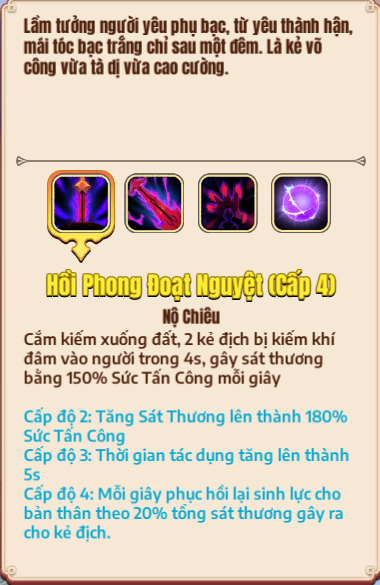 Lầm tưởng người yêu phụ bạc, từ yêu thành hận,
mái tóc bạc trắng chỉ sau một đêm. Là kẻ võ
công vừa tà dị vừa cao cường.
Hồi Phong Đoạt Nguyệt (Cấp 4)
Nộ Chiêu
Cắm kiếm xuống đất, 2 kẻ địch bị kiếm khí
đâm vào người trong 4s, gây sát thương
bằng 150% Sức Tấn Công mỗi giây
Cấp độ 2: Tăng Sát Thương lên thành 180%
Sức Tấn Công
Cấp độ 3: Thời gian tác dụng tăng lên thành
5s
Cấp độ 4: Mỗi giây phục hồi lại sinh lực cho
bản thân theo 20% tổng sát thương gây ra
cho kẻ địch.